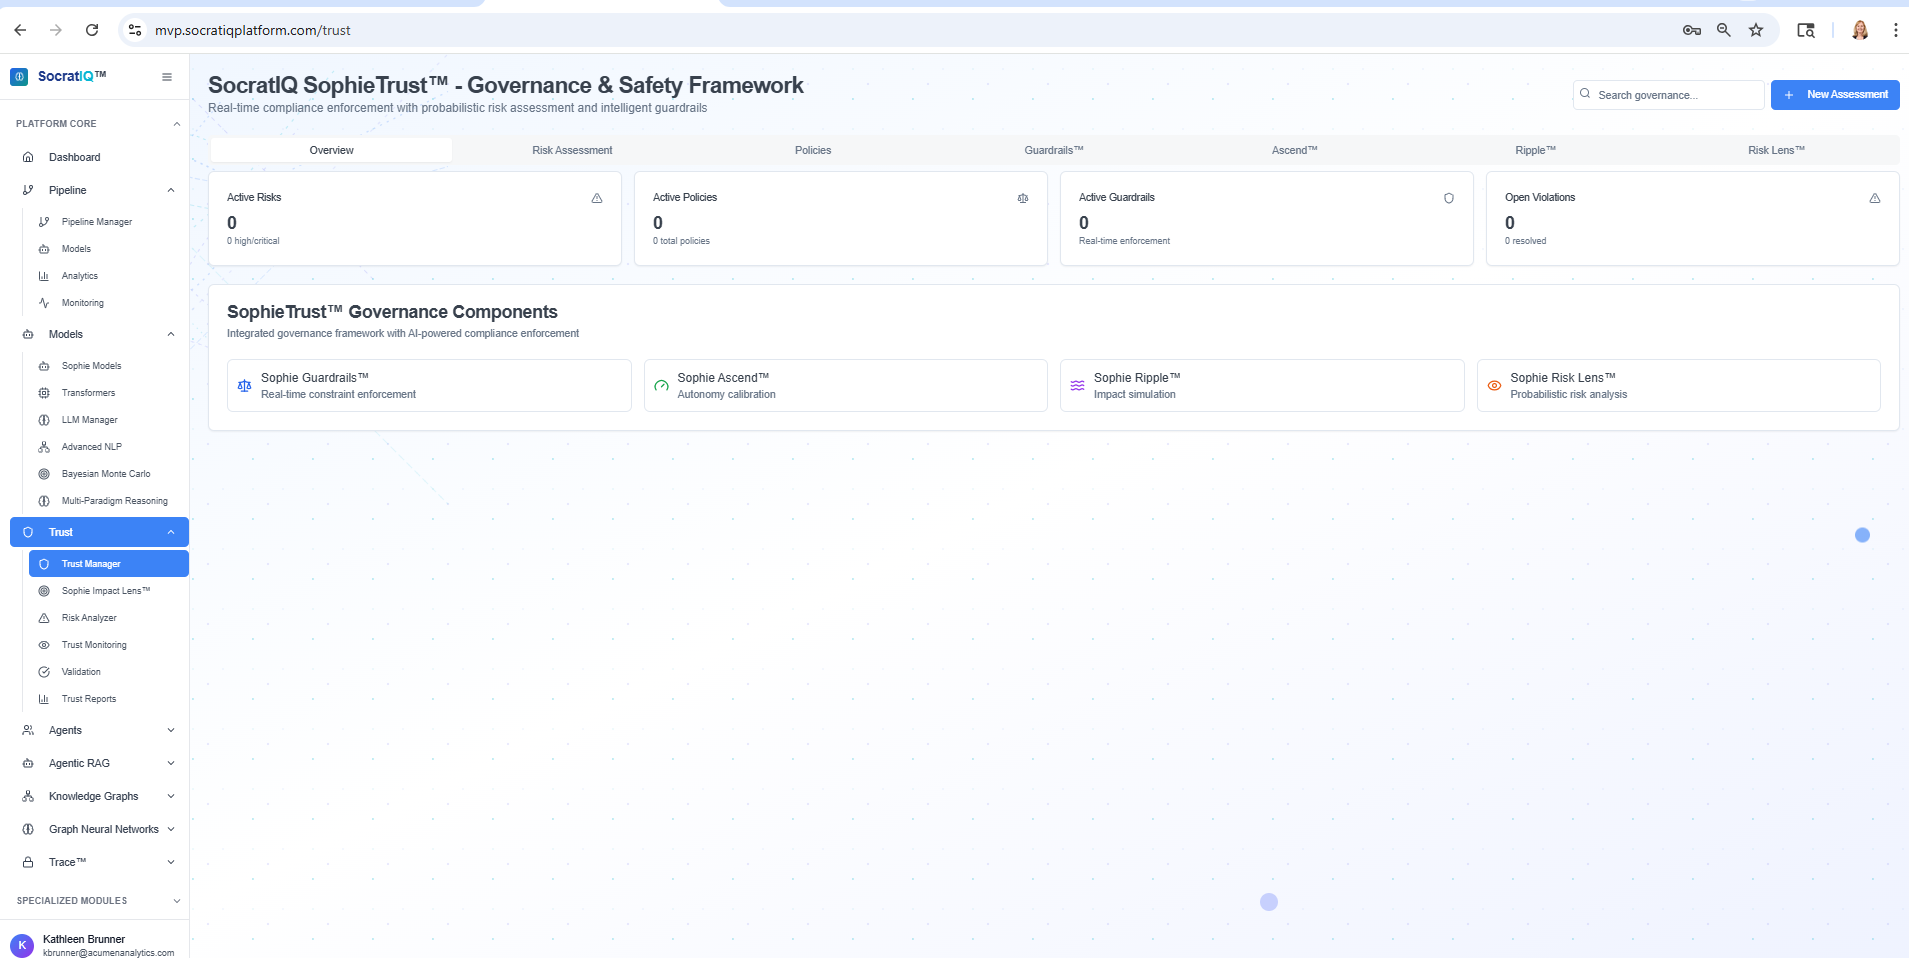 mvp.socratiqplatform.com/trust
SocratIQ™
PLATFORM CORE
Dashboard
Pipeline
Pipeline Manager
Models
Analytics
Monitoring
Models
Sophie Models
Transformers
LLM Manager
Advanced NLP
Bayesian Monte Carlo
Multi-Paradigm Reasoning
Trust
Trust Manager
Sophie Impact Lens™
Risk Analyzer
Trust Monitoring
Validation
Trust Reports
Agents
Agentic RAG
Knowledge Graphs
Graph Neural Networks
Trace™
SPECIALIZED MODULES
K
Kathleen Brunner
kbrunner@acumenanalytics.com
SocratIQ SophieTrust™ - Governance & Safety Framework
Real-time compliance enforcement with probabilistic risk assessment and intelligent guardrails
Search governance...
New Assessment
Overview
Risk Assessment
Policies
Guardrails™
Ascend™
Ripple™
Risk Lens™
Active Risks
0
0 high/critical
Active Policies
0
0 total policies
Active Guardrails
0
Real-time enforcement
Open Violations
0
0 resolved
SophieTrust™ Governance Components
Integrated governance framework with AI-powered compliance enforcement
Sophie Guardrails™
Real-time constraint enforcement
Sophie Ascend™
Autonomy calibration
Sophie Ripple™
Impact simulation
Sophie Risk Lens™
Probabilistic risk analysis